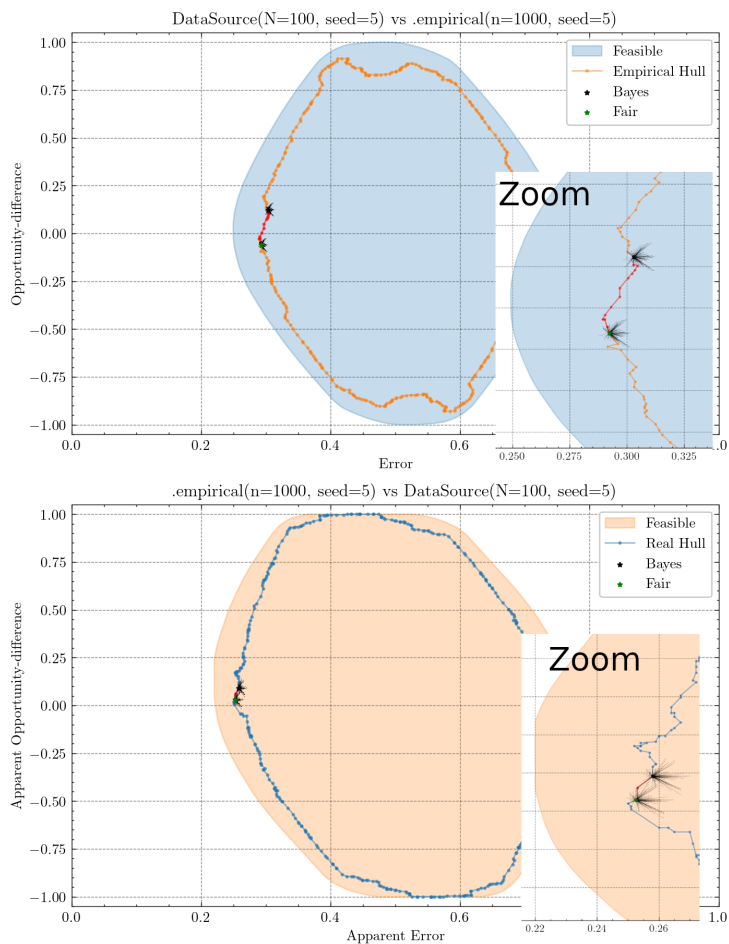 DataSource(N=100, seed=5) vs .empirical(n=1000, seed=5)
1.00
0.75
0.50
0.25
0.00
−0.25
−0.50
−0.75
−1.00
Opportunity-difference
Feasible
Empirical Hull
Bayes
Fair
Zoom
0.250
0.275
0.300
0.325
0.0
0.2
0.4
0.6
.0
Error
.empirical(n=1000, seed=5) vs DataSource(N=100, seed=5)
1.00
0.75
0.50
0.25
0.00
−0.25
−0.50
−0.75
−1.00
Apparent Opportunity-difference
Feasible
Real Hull
Bayes
Fair
Zoom
0.22
0.24
0.26
0.0
0.2
0.4
0.6
1.0
Apparent Error